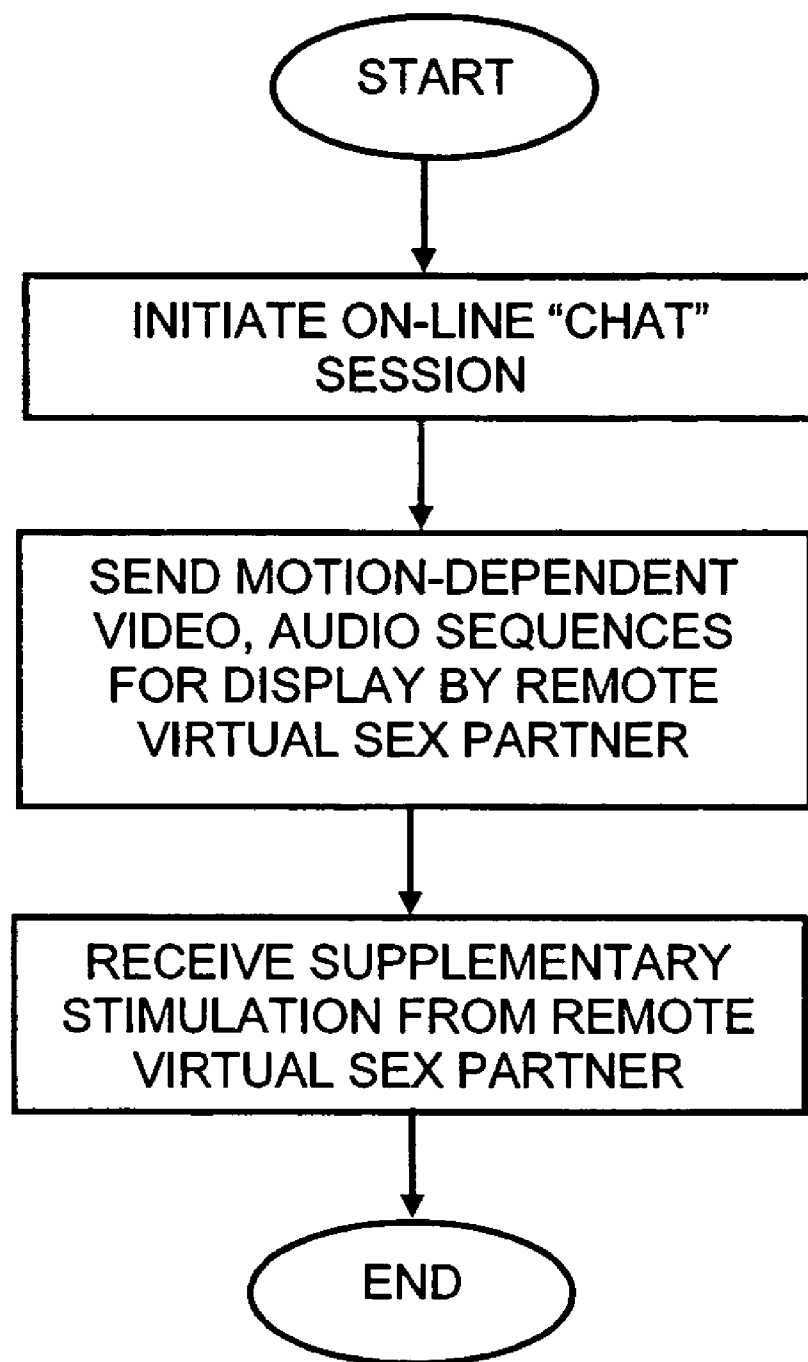 START
INITIATE ON-LINE “CHAT”
SESSION
SEND MOTION-DEPENDENT
VIDEO, AUDIO SEQUENCES
FOR DISPLAY BY REMOTE
VIRTUAL SEX PARTNER
RECEIVE SUPPLEMENTARY
STIMULATION FROM REMOTE
VIRTUAL SEX PARTNER
END